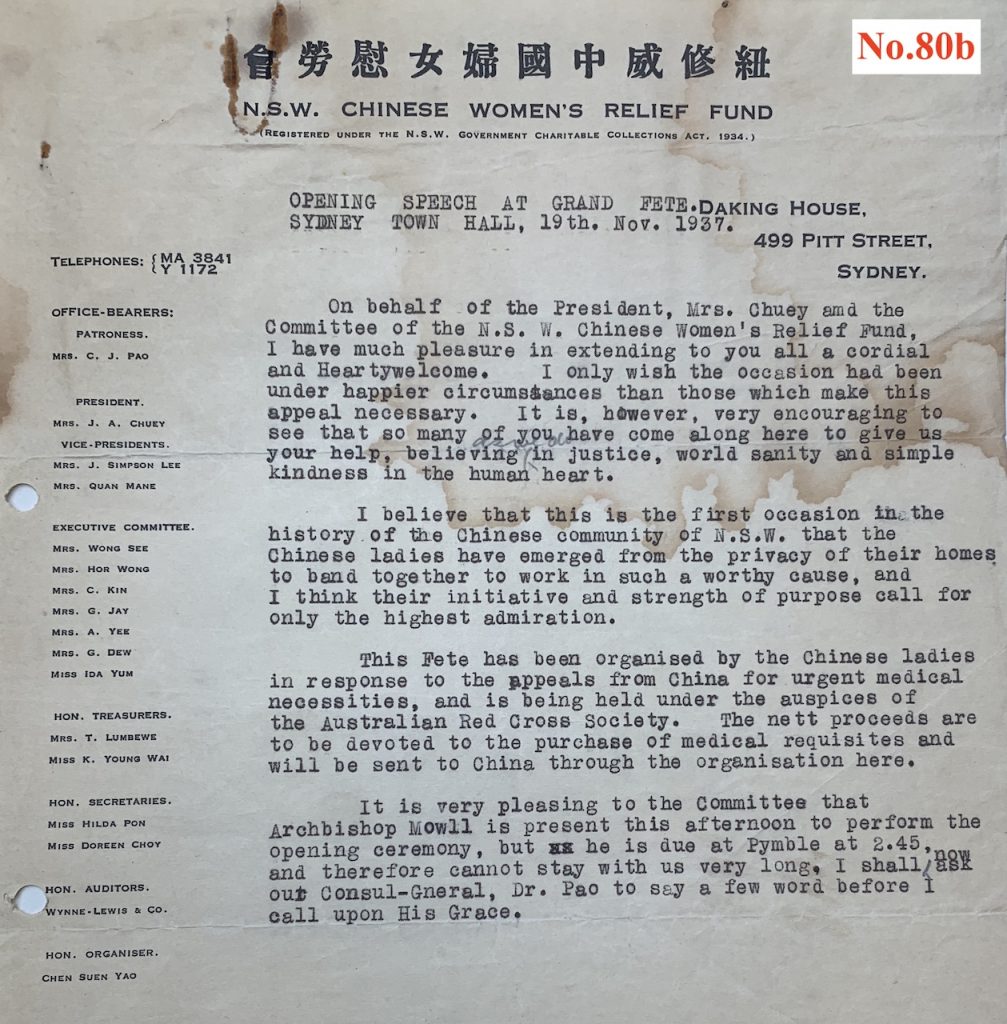 No.80b
紐修威中國婦女慰勞會
N.S.W. CHINESE WOMEN'S RELIEF FUND
(REGISTERED UNDER THE N.S.W. GOVERNMENT CHARITABLE COLLECTIONS ACT. 1934.)
OPENING SPEECH AT GRAND FETE.
SYDNEY TOWN HALL, 19th. Nov. 1937.
DAKING HOUSE,
499 PITT STREET,
SYDNEY.
TELEPHONES: { MA 3841
{ Y 1172
OFFICE-BEARERS:
PATRONESS.
MRS. C. J. PAO
PRESIDENT.
MRS. J. A. CHUEY
VICE-PRESIDENTS.
MRS. J. SIMPSON LEE
MRS. QUAN MANE
EXECUTIVE COMMITTEE.
MRS. WONG SEE
MRS. HOR WONG
MRS. C. KIN
MRS. G. JAY
MRS. A. YEE
MRS. G. DEW
MISS IDA YUM
HON. TREASURERS.
MRS. T. LUMBEWE
MISS K. YOUNG WAI
HON. SECRETARIES.
MISS HILDA PON
MISS DOREEN CHOY
HON. AUDITORS.
WYNNE-LEWIS & CO.
HON. ORGANISER.
CHEN SUEN YAO
On behalf of the President, Mrs. Chuey amd the
Committee of the N.S. W. Chinese Women's Relief Fund,
I have much pleasure in extending to you all a cordial
and Heartywelcome. I only wish the occasion had been
under happier circumstances than those which make this
appeal necessary. It is, however, very encouraging to
see that so many of you have come along here to give us
your help, believing in justice, world sanity and simple
kindness in the human heart.
I believe that this is the first occasion in the
history of the Chinese community of N.S.W. that the
Chinese ladies have emerged from the privacy of their homes
to band together to work in such a worthy cause, and
I think their initiative and strength of purpose call for
only the highest admiration.
This Fete has been organised by the Chinese ladies
in response to the appeals from China for urgent medical
necessities, and is being held under the auspices of
the Australian Red Cross Society. The nett proceeds are
to be devoted to the purchase of medical requisites and
will be sent to China through the organisation here.
It is very pleasing to the Committee that
Archbishop Mowll is present this afternoon to perform the
opening ceremony, but he is due at Pymble at 2.45,
and therefore cannot stay with us very long, I shall now ask
our Consul-Gneral, Dr. Pao to say a few word before I
call upon His Grace.